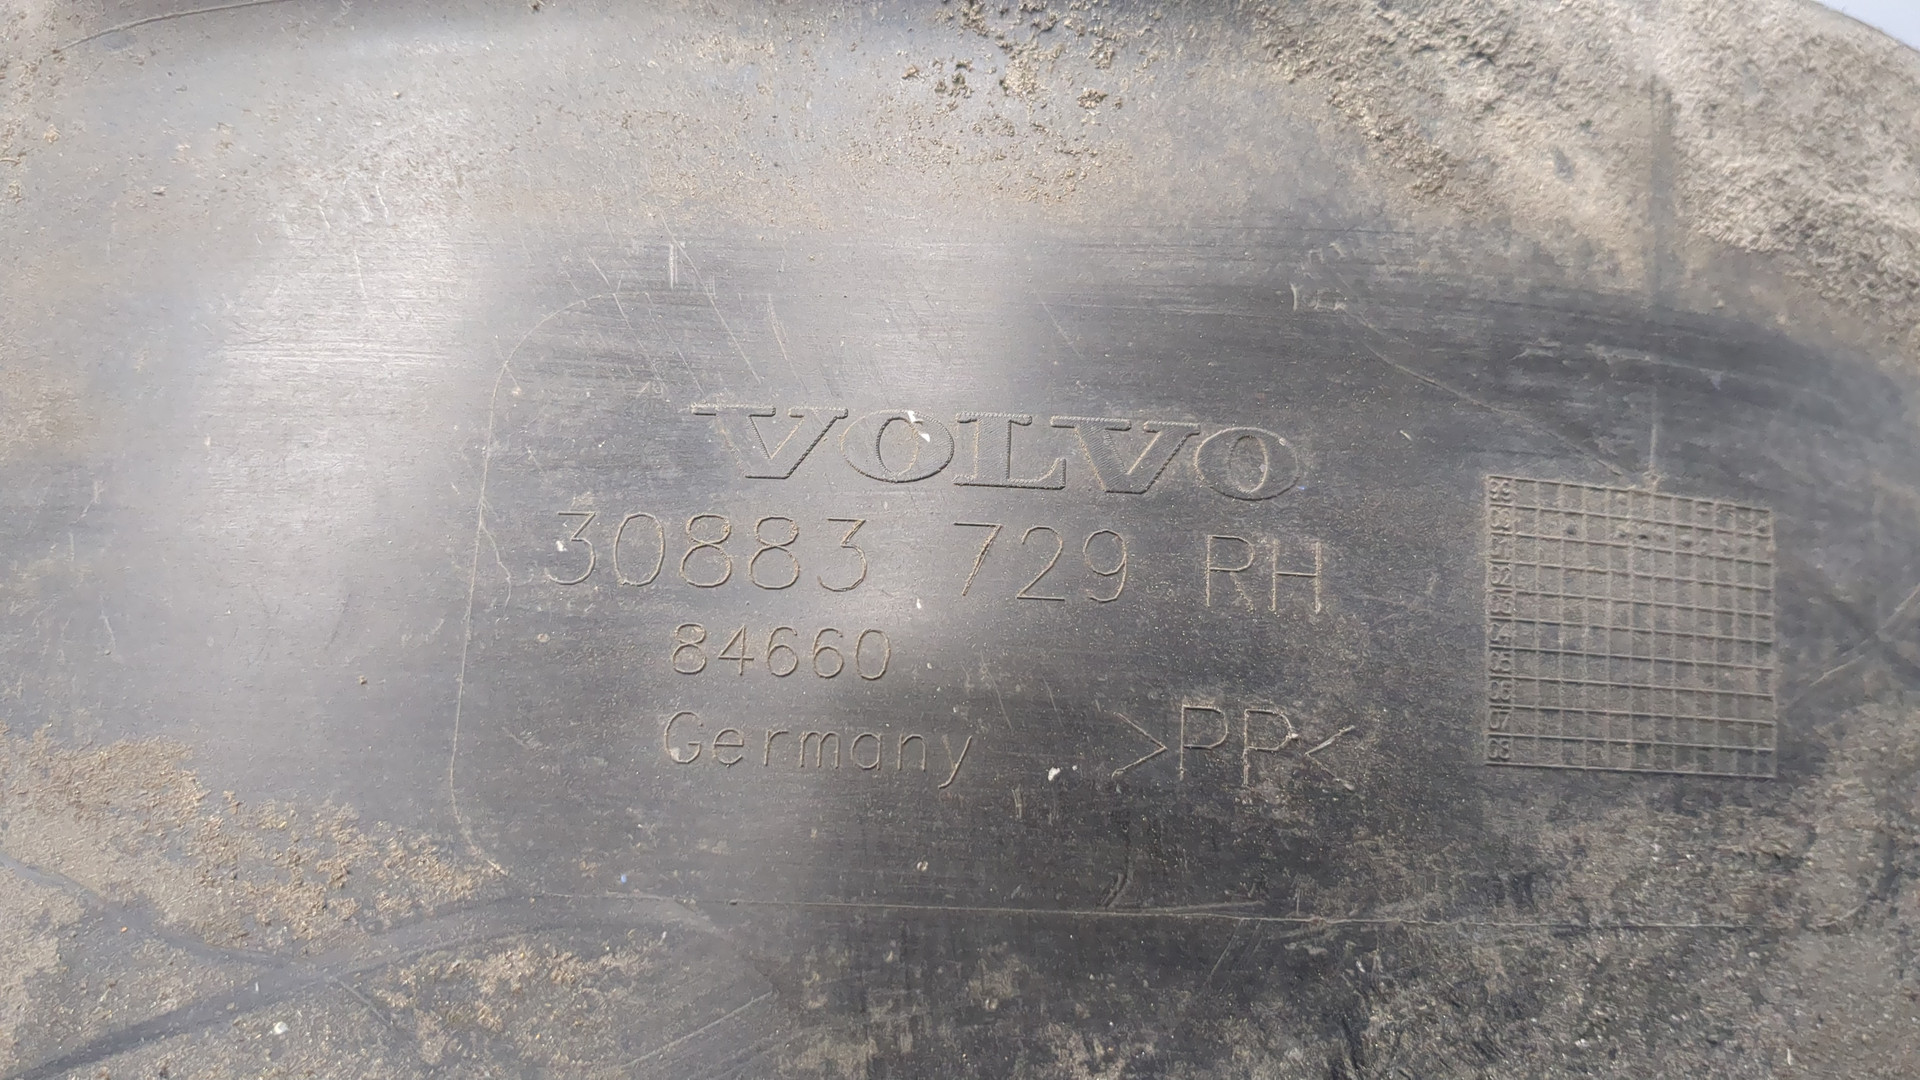 VOLVO
30883 729 RH
84660
Germany >PP<